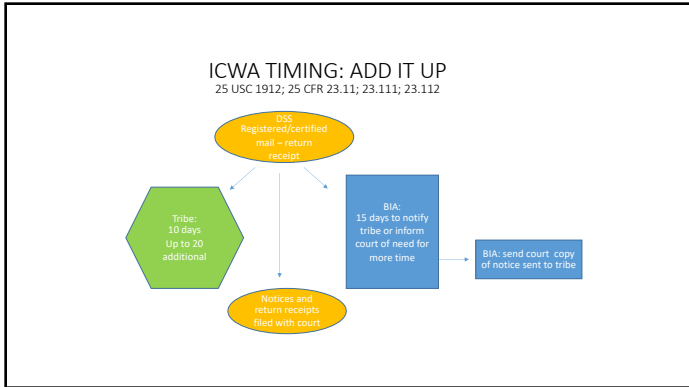 ICWA TIMING: ADD IT UP
25 USC 1912; 25 CFR 23.11; 23.111; 23.112
DSS
Registered/certified
mail – return
receipt
Tribe:
10 days
Up to 20
additional
BIA:
15 days to notify
tribe or inform
court of need for
more time
BIA: send court copy
of notice sent to tribe
Notices and
return receipts
filed with court